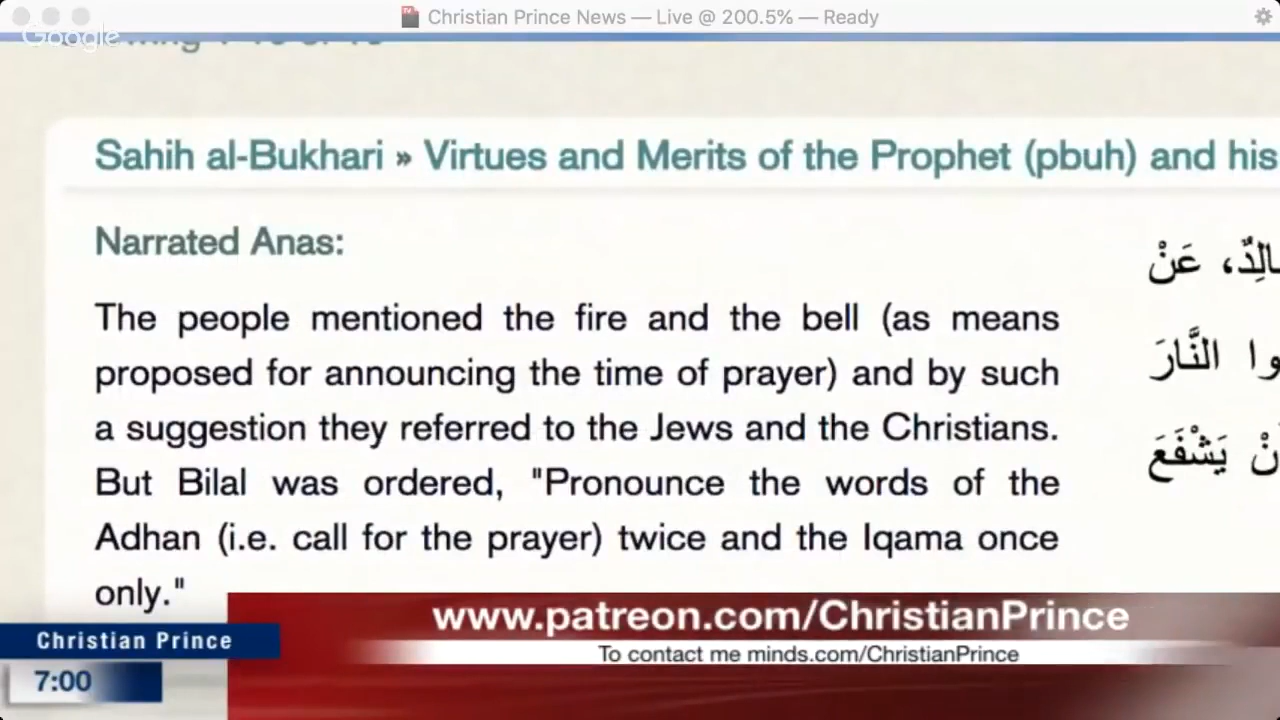 Christian Prince News — Live @ 200.5% — Ready
Google
Sahih al-Bukhari » Virtues and Merits of the Prophet (pbuh) and his
Narrated Anas:
The people mentioned the fire and the bell (as means
proposed for announcing the time of prayer) and by such
a suggestion they referred to the Jews and the Christians.
But Bilal was ordered, "Pronounce the words of the
Adhan (i.e. call for the prayer) twice and the Iqama once
only."
عَنْ
النَّارَ
يَشْفَعَ
www.patreon.com/ChristianPrince
To contact me minds.com/ChristianPrince
Christian Prince
7:00